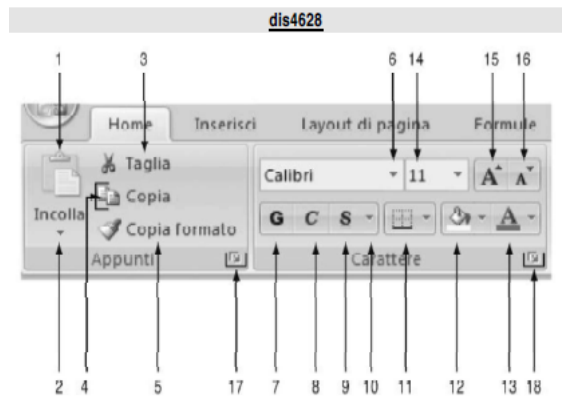 dis4628
1 3 6 14 15 16
Home Inserisci Layout di pagina Formule
Taglia
Calibri 11 A A
Copia
Incolla
G C S A
Copia formato
Appunti Carattere
2 4 5 17 7 8 9 10 11 12 13 18